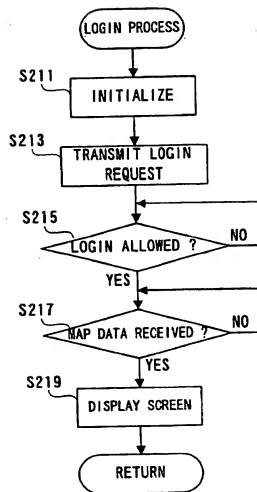 LOGIN PROCESS
S211
INITIALIZE
S213
TRANSMIT LOGIN
REQUEST
S215
LOGIN ALLOWED ?
NO
YES
S217
MAP DATA RECEIVED ?
NO
YES
S219
DISPLAY SCREEN
RETURN